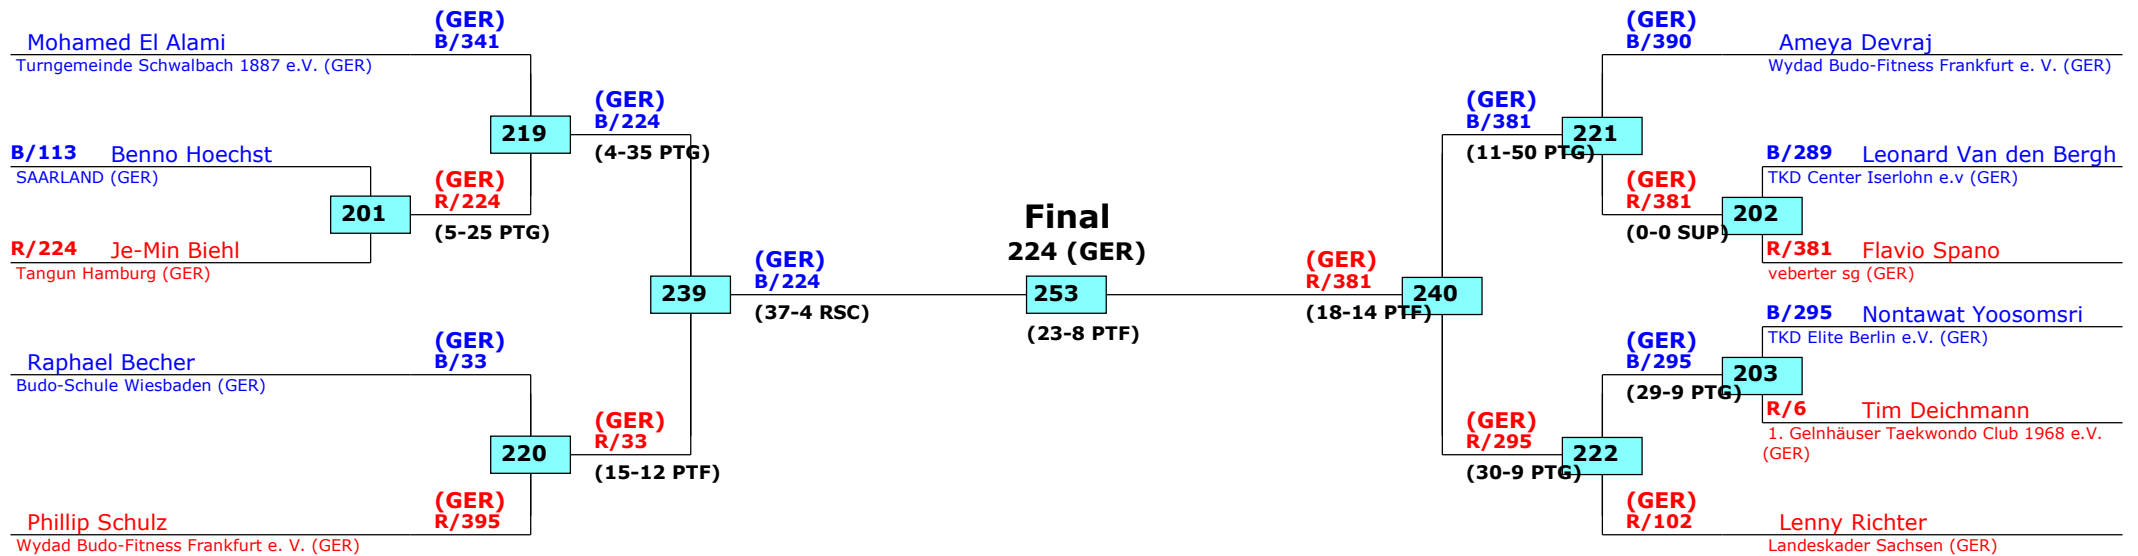 (GER)
B/341
Mohamed El Alami
Turngemeinde Schwalbach 1887 e.V. (GER)
219
(GER)
B/224
(4-35 PTG)
B/113 Benno Hoechst
SAARLAND (GER)
201
(GER)
R/224
(5-25 PTG)
R/224 Je-Min Biehl
Tangun Hamburg (GER)
239
(GER)
B/224
(37-4 RSC)
(GER)
B/33
Raphael Becher
Budo-Schule Wiesbaden (GER)
220
(GER)
R/33
(15-12 PTF)
(GER)
R/395
Phillip Schulz
Wydad Budo-Fitness Frankfurt e. V. (GER)
Final
224 (GER)
253
(23-8 PTF)
(GER)
B/390
Ameya Devraj
Wydad Budo-Fitness Frankfurt e. V. (GER)
(GER)
B/381
(11-50 PTG)
221
B/289 Leonard Van den Bergh
TKD Center Iserlohn e.v (GER)
(GER)
R/381
(0-0 SUP)
202
R/381 Flavio Spano
veberter sg (GER)
(GER)
R/381
(18-14 PTF)
240
B/295 Nontawat Yoosomsri
TKD Elite Berlin e.V. (GER)
(GER)
B/295
(29-9 PTG)
203
R/6 Tim Deichmann
1. Gelnhäuser Taekwondo Club 1968 e.V.
(GER)
(GER)
R/295
(30-9 PTG)
222
(GER)
R/102
Lenny Richter
Landeskader Sachsen (GER)